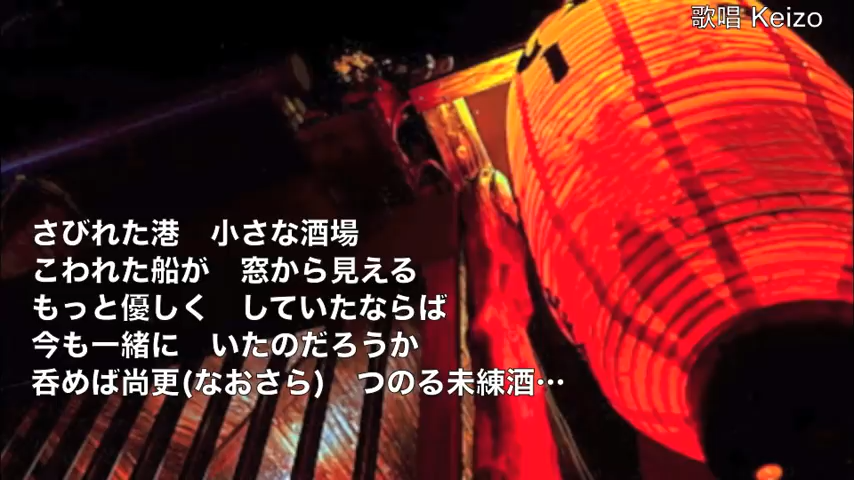 歌唱 Keizo
さびれた港　小さな酒場
こわれた船が　窓から見える
もっと優しく　していたならば
今も一緒に　いたのだろうか
呑めば尚更(なおさら)　つのる未練酒…